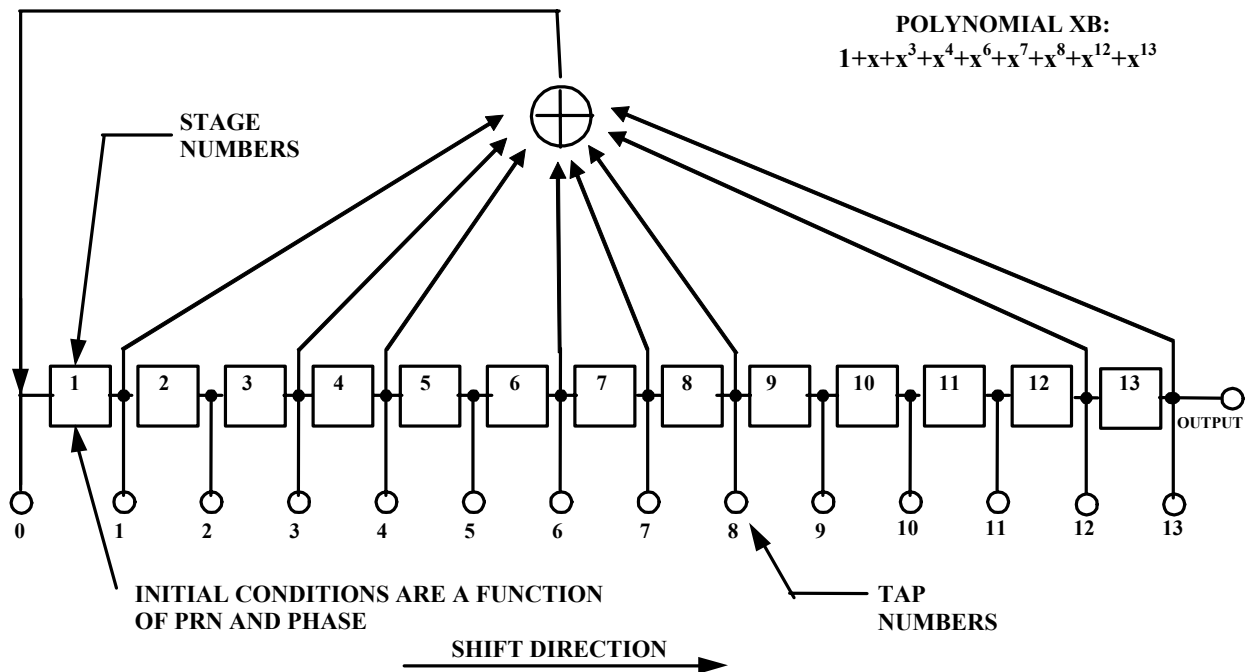 POLYNOMIAL XB:
1+x+x³+x⁴+x⁶+x⁷+x⁸+x¹²+x¹³
STAGE
NUMBERS
1 2 3 4 5 6 7 8 9 10 11 12 13
OUTPUT
0 1 2 3 4 5 6 7 8 9 10 11 12 13
INITIAL CONDITIONS ARE A FUNCTION
OF PRN AND PHASE
TAP
NUMBERS
SHIFT DIRECTION